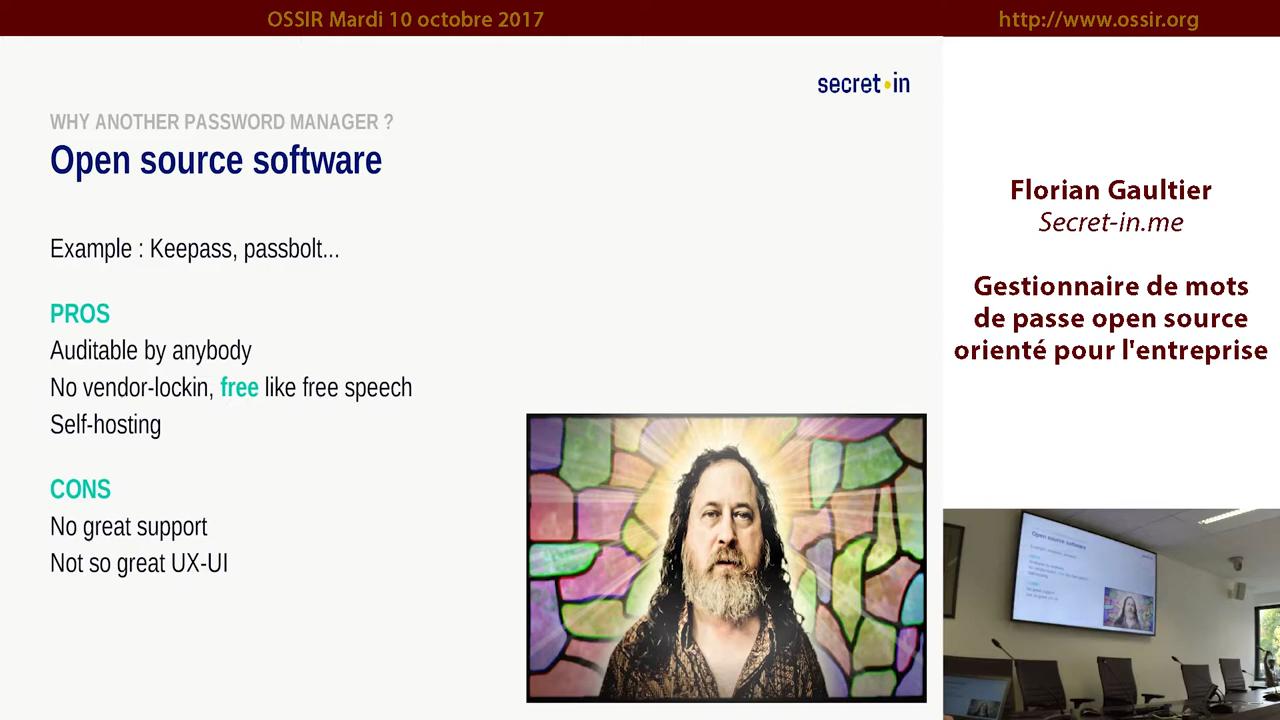 OSSIR Mardi 10 octobre 2017
http://www.ossir.org
secret•in
WHY ANOTHER PASSWORD MANAGER ?
Open source software
Example : Keepass, passbolt...
PROS
Auditable by anybody
No vendor-lockin, free like free speech
Self-hosting
CONS
No great support
Not so great UX-UI
Florian Gaultier
Secret-in.me
Gestionnaire de mots
de passe open source
orienté pour l'entreprise
Open source software